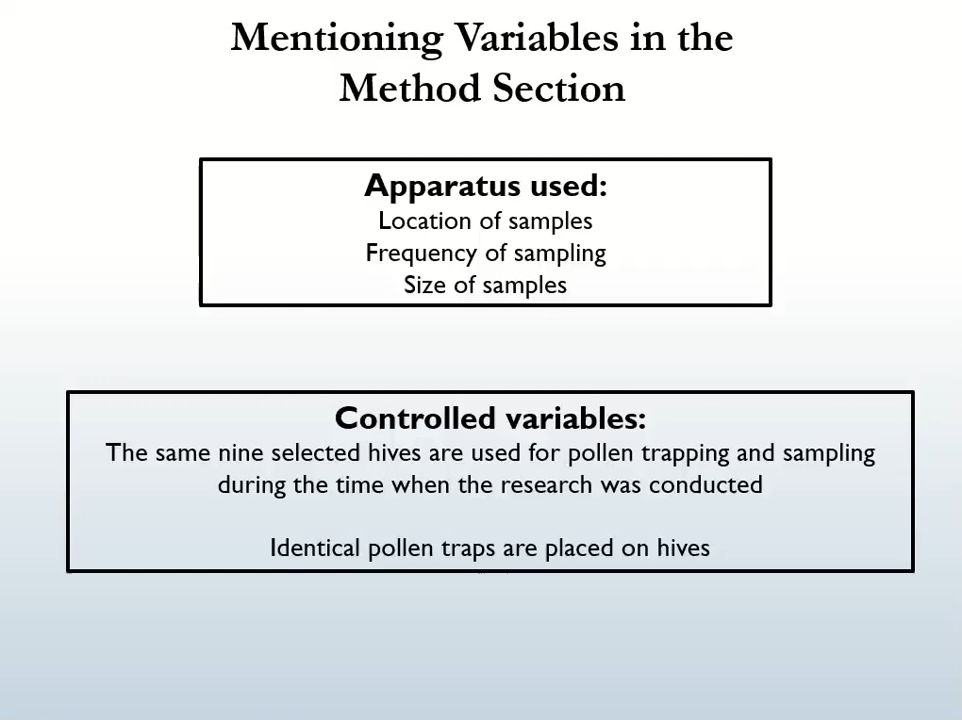 Mentioning Variables in the
Method Section
Apparatus used:
Location of samples
Frequency of sampling
Size of samples
Controlled variables:
The same nine selected hives are used for pollen trapping and sampling
during the time when the research was conducted
Identical pollen traps are placed on hives